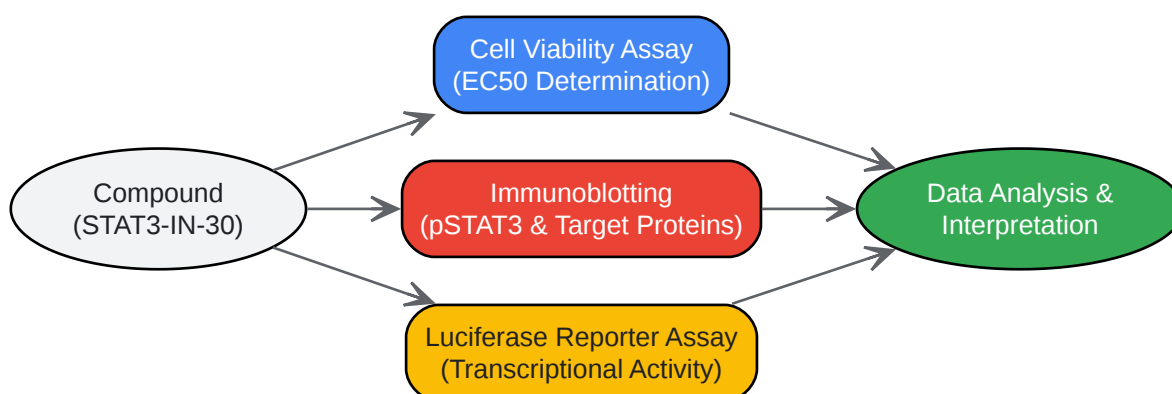 Cell Viability Assay
(EC50 Determination)
Compound
(STAT3-IN-30)
Immunoblotting
(pSTAT3 & Target Proteins)
Data Analysis &
Interpretation
Luciferase Reporter Assay
(Transcriptional Activity)